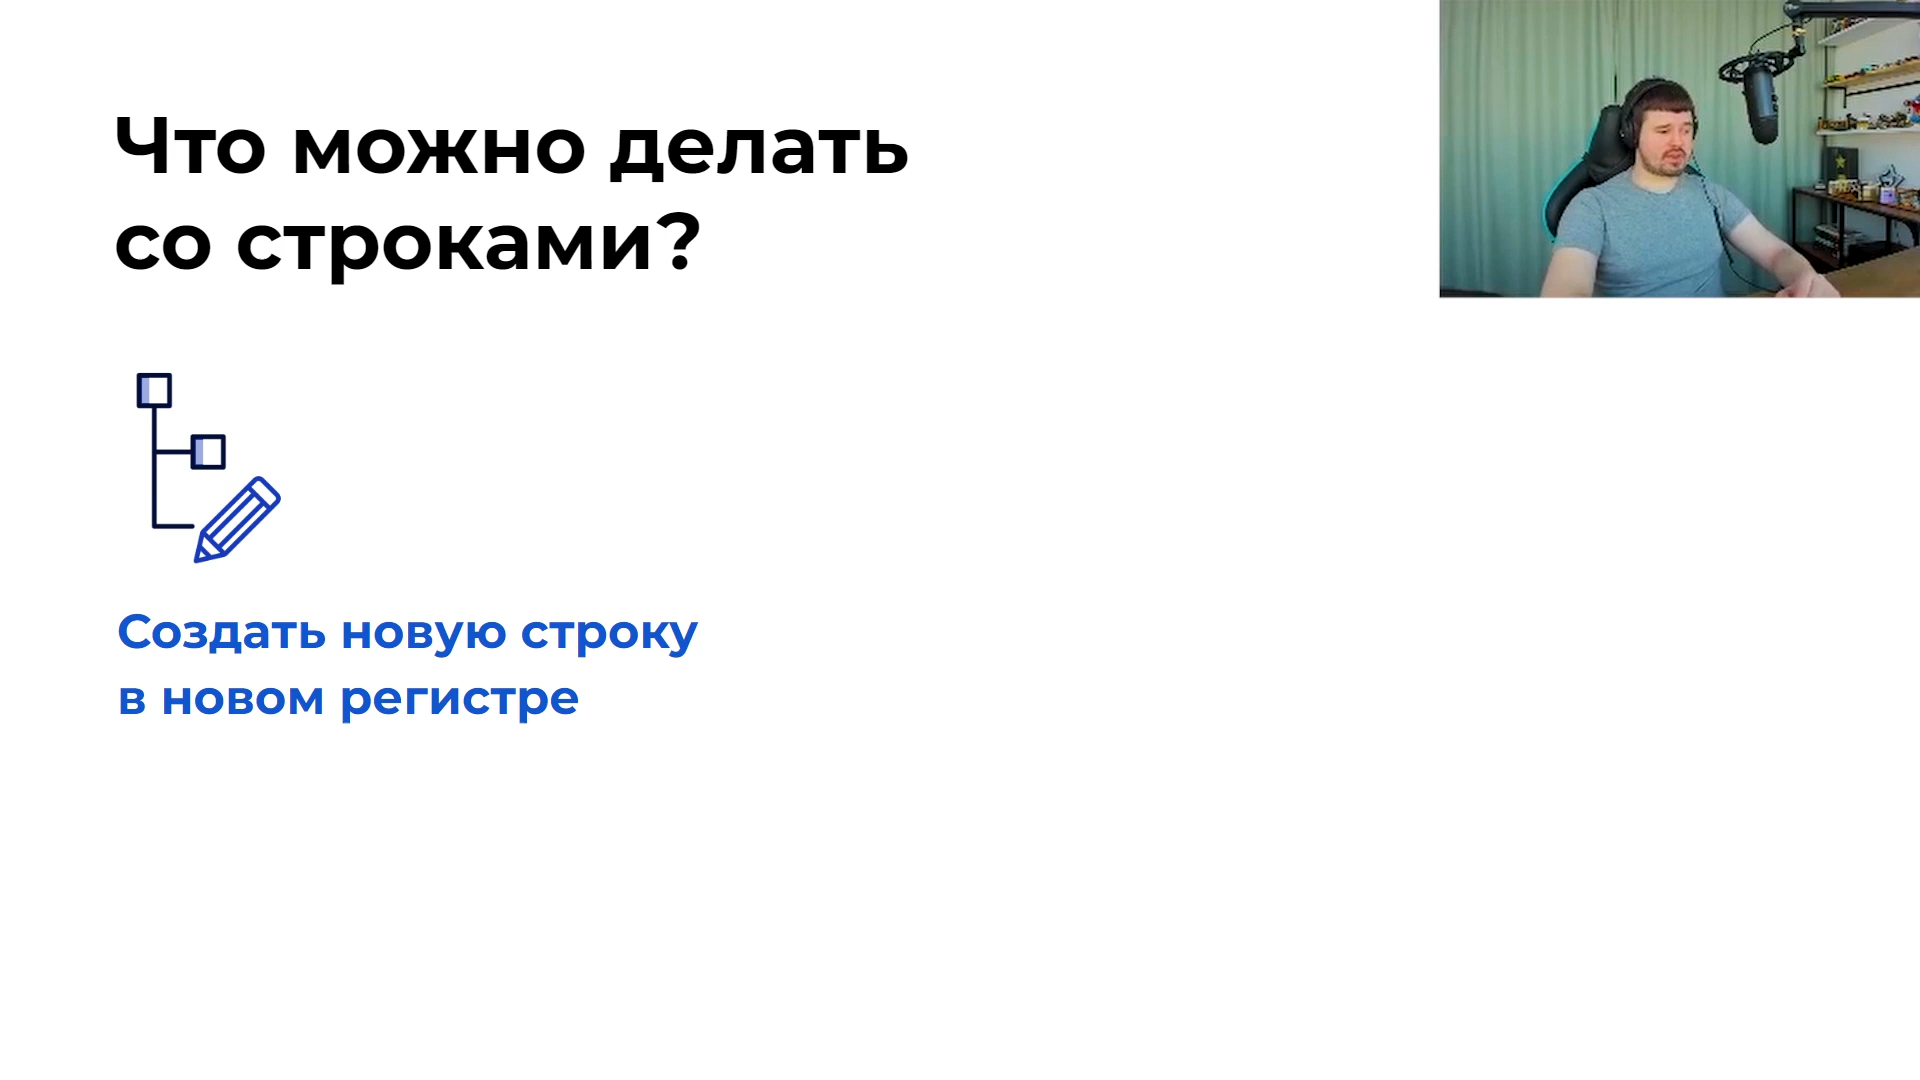 Что можно делать
со строками?
Создать новую строку
в новом регистре